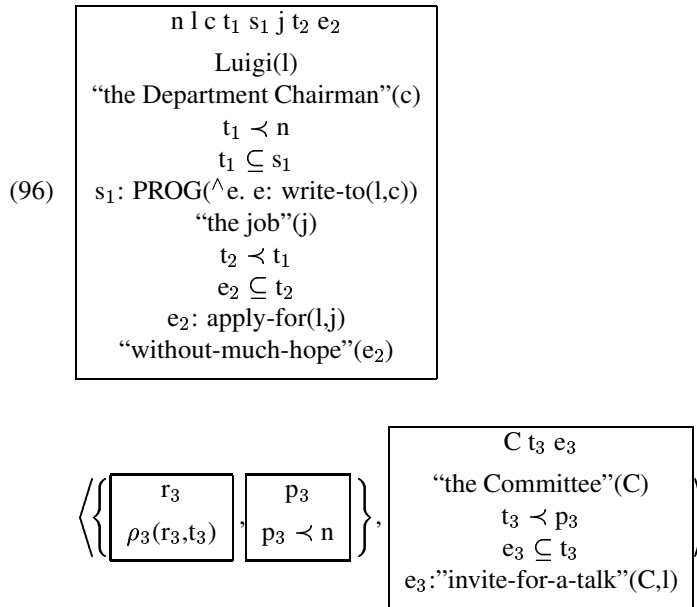 n l c t₁ s₁ j t₂ e₂
Luigi(l)
“the Department Chairman”(c)
t₁ ≺ n
t₁ ⊆ s₁
(96) s₁: PROG(^e. e: write-to(l,c))
“the job”(j)
t₂ ≺ t₁
e₂ ⊆ t₂
e₂: apply-for(l,j)
“without-much-hope”(e₂)
C t₃ e₃
“the Committee”(C)
r₃ p₃ t₃ ≺ p₃
⟨{ ρ₃(r₃,t₃) , p₃ ≺ n }, e₃ ⊆ t₃ ⟩
e₃:”invite-for-a-talk”(C,l)